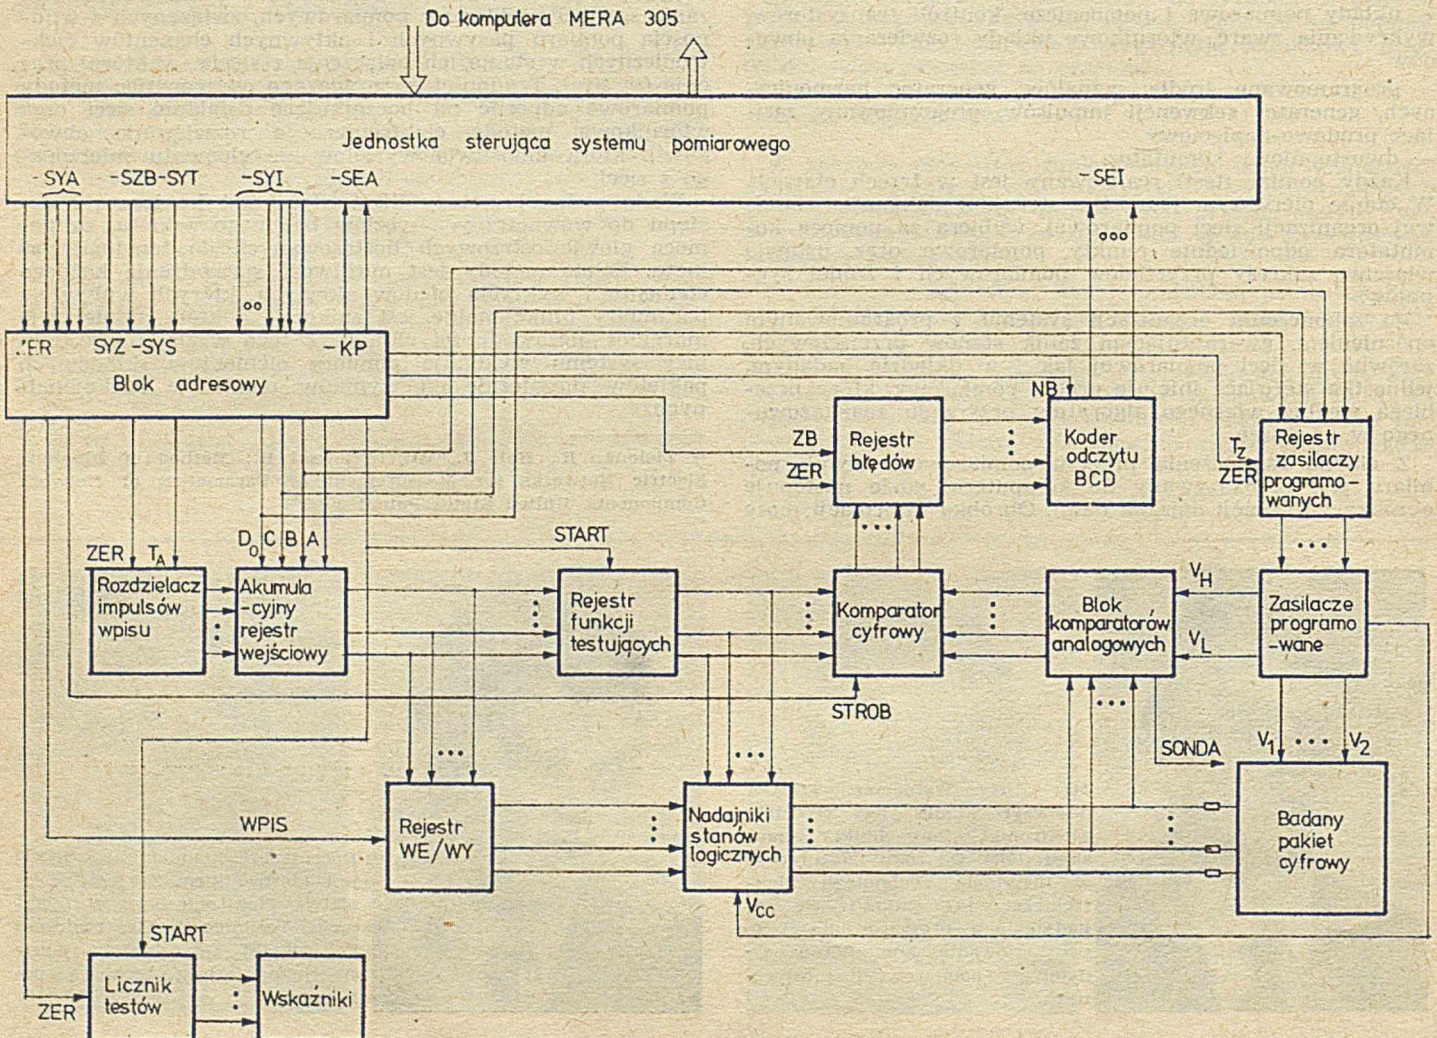 Do komputera MERA 305
Jednostka sterująca systemu pomiarowego
-SYA -SZB-SYT -SYI -SEA -SEI
ZER SYZ-SYS -KP
Blok adresowy
NB
ZB
ZER
Rejestr
błędów
Koder
odczytu
BCD
TZ
ZER
Rejestr
zasilaczy
programo-
wanych
ZER TA
D0 C B A
START
Rozdzielacz
impulsów
wpisu
Akumula
-cyjny
rejestr
wejściowy
Rejestr
funkcji
testujących
Komparator
cyfrowy
Blok
komparatorów
analogowych
VH
VL
Zasilacze
programo
-wane
STROB
SONDA
V1 V2
WPIS
Rejestr
WE/WY
Nadajniki
stanów
logicznych
VCC
Badany
pakiet
cyfrowy
START
ZER
Licznik
testów
Wskaźniki